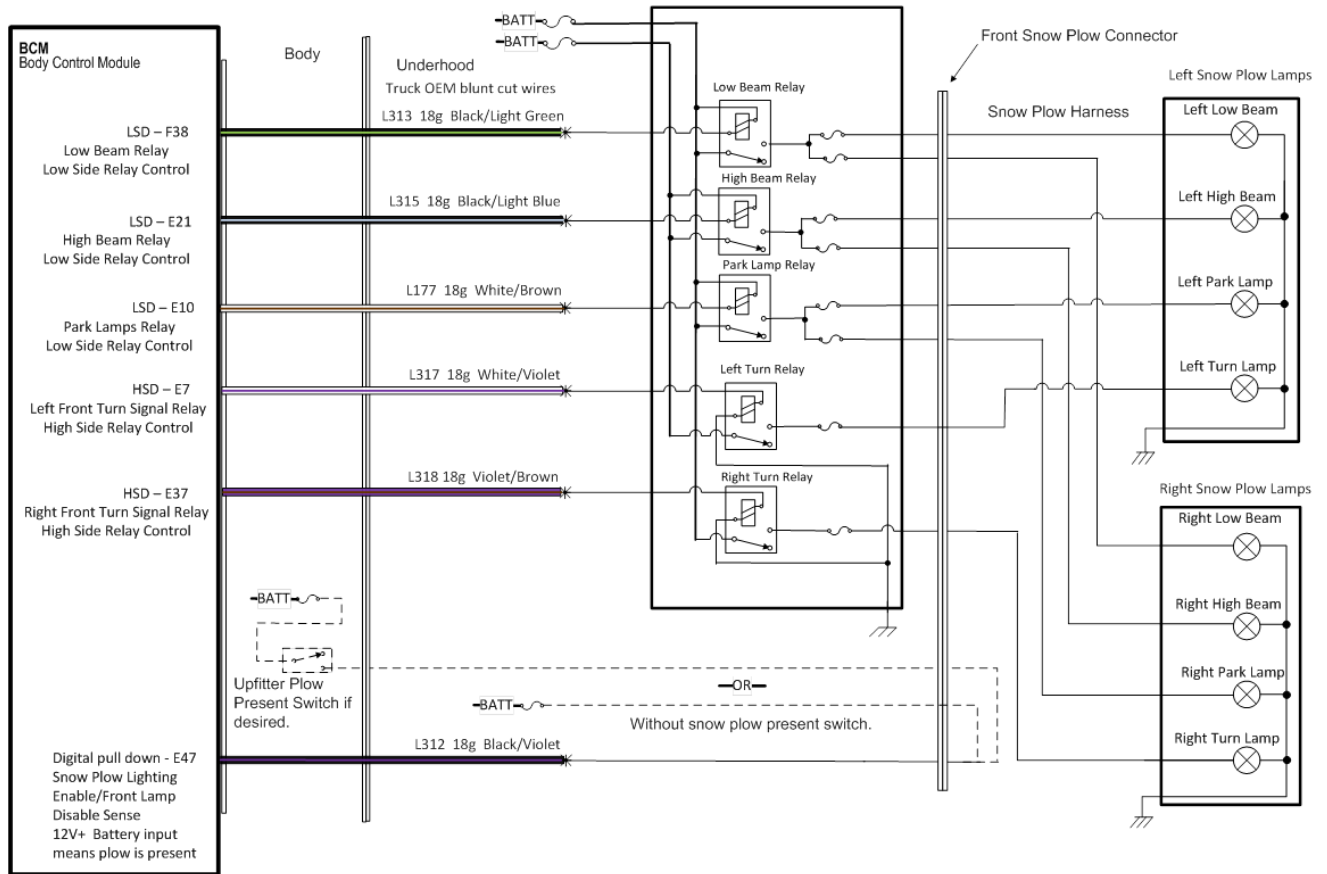 BCM
Body Control Module
LSD – F38
Low Beam Relay
Low Side Relay Control
LSD – E21
High Beam Relay
Low Side Relay Control
LSD – E10
Park Lamps Relay
Low Side Relay Control
HSD – E7
Left Front Turn Signal Relay
High Side Relay Control
HSD – E37
Right Front Turn Signal Relay
High Side Relay Control
Digital pull down - E47
Snow Plow Lighting
Enable/Front Lamp
Disable Sense
12V+ Battery input
means plow is present
Body
Underhood
Truck OEM blunt cut wires
L313 18g Black/Light Green
L315 18g Black/Light Blue
L177 18g White/Brown
L317 18g White/Violet
L318 18g Violet/Brown
BATT
Upfitter Plow
Present Switch if
desired.
BATT
OR
Without snow plow present switch.
L312 18g Black/Violet
BATT
BATT
Low Beam Relay
High Beam Relay
Park Lamp Relay
Left Turn Relay
Right Turn Relay
Front Snow Plow Connector
Snow Plow Harness
Left Snow Plow Lamps
Left Low Beam
Left High Beam
Left Park Lamp
Left Turn Lamp
Right Snow Plow Lamps
Right Low Beam
Right High Beam
Right Park Lamp
Right Turn Lamp